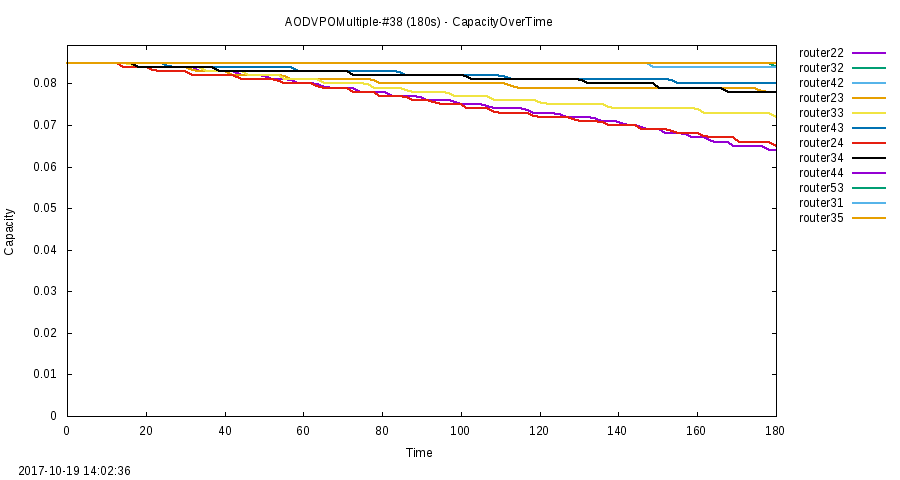 AODVPOMultiple-#38 (180s) - CapacityOverTime
router22
router32
router42
router23
router33
router43
router24
router34
router44
router53
router31
router35
Capacity
0.08
0.07
0.06
0.05
0.04
0.03
0.02
0.01
0
0 20 40 60 80 100 120 140 160 180
Time
2017-10-19 14:02:36